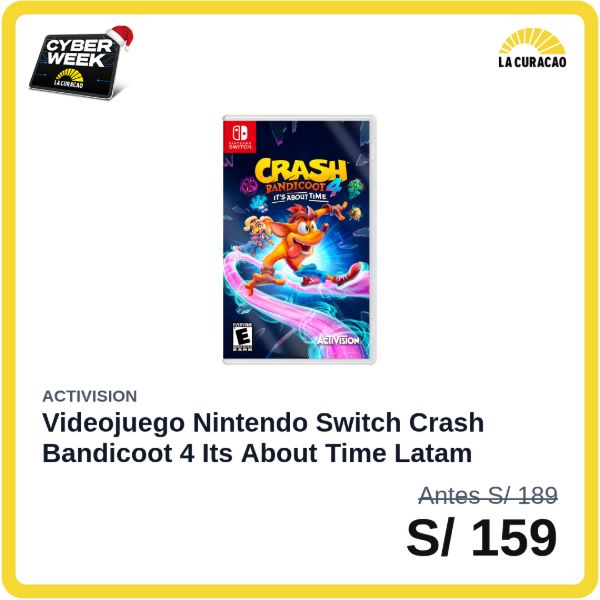 CYBER
WEEK
LA CURACAO
LA CURACAO
NINTENDO
SWITCH
CRASH
BANDICOOT 4
IT'S ABOUT TIME
EVERYONE
E
ACTIVISION
ACTIVISION
Videojuego Nintendo Switch Crash
Bandicoot 4 Its About Time Latam
Antes S/ 189
S/ 159